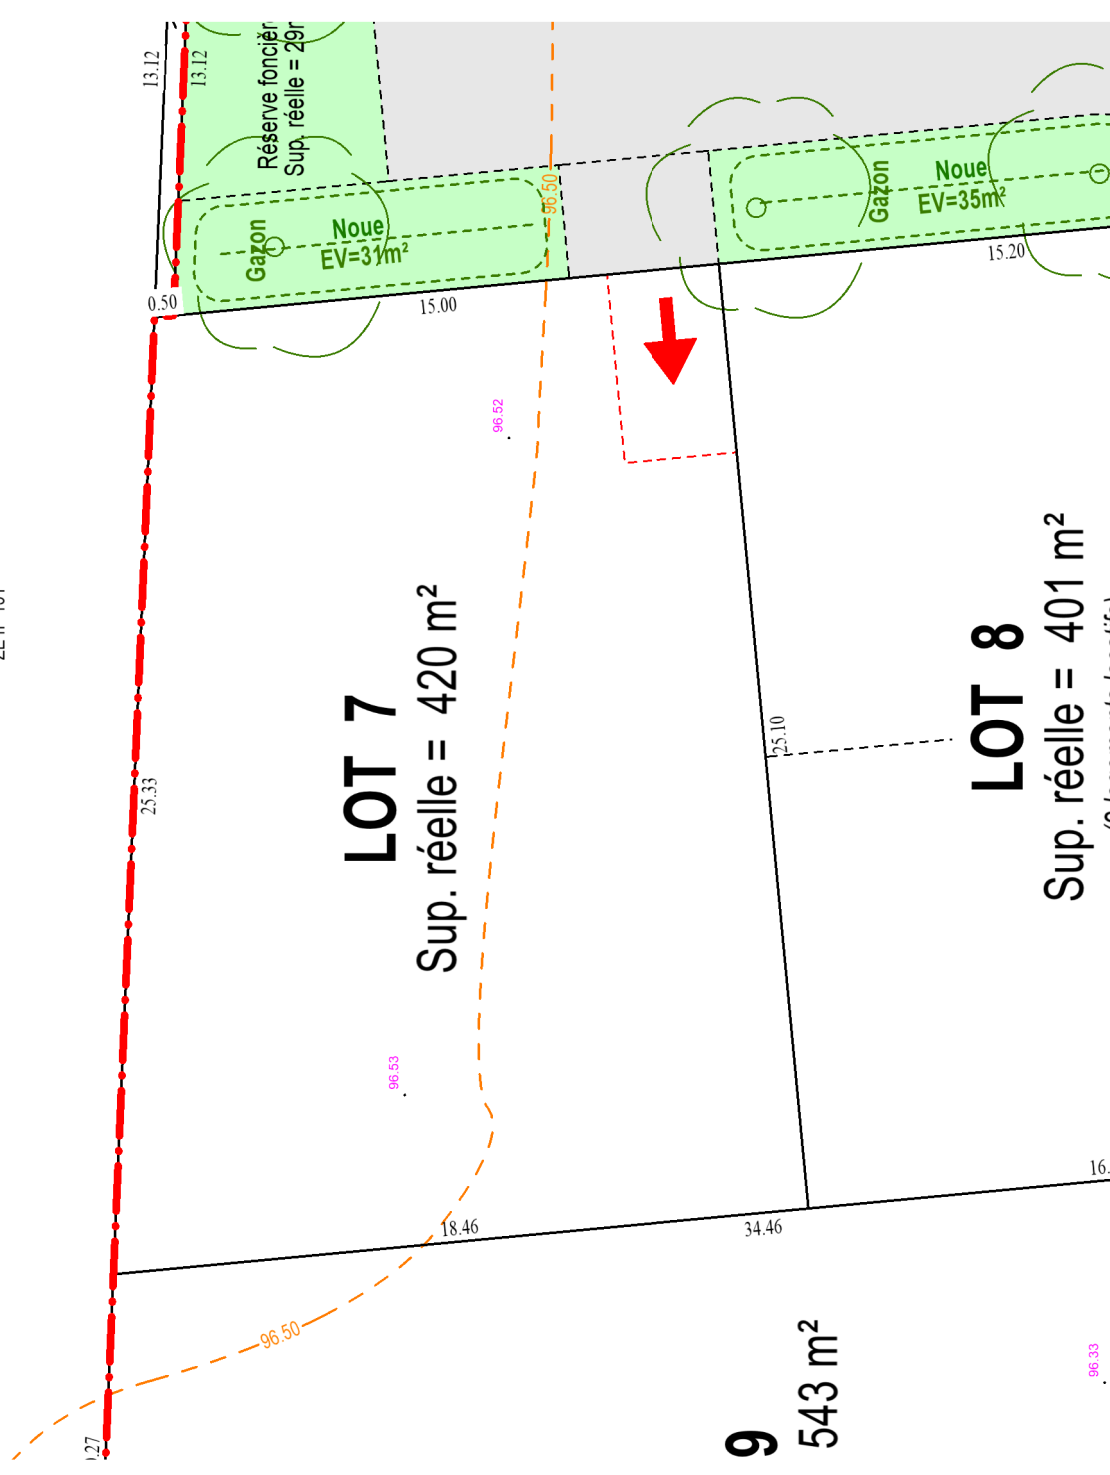 13.12
13.12
Réserve foncière
Sup. réelle = 29m
Gazon
Noue
EV=31m²
96.50
Gazon
Noue
EV=35m²
0.50
15.00
15.20
96.52
LOT 7
Sup. réelle = 420 m²
25.33
25.10
LOT 8
Sup. réelle = 401 m²
96.53
18.46
34.46
16.
96.50
9
543 m²
96.33
.27